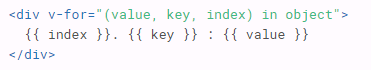 <div v-for="(value, key, index) in object">
  {{ index }}. {{ key }} : {{ value }}
</div>